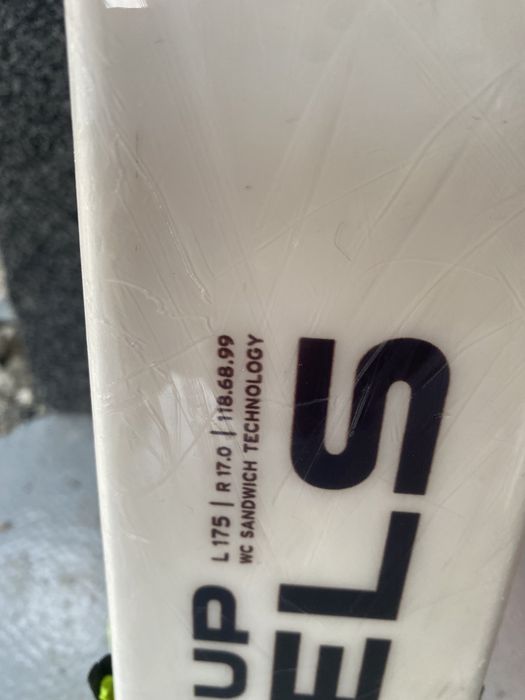 L 175 | R 17.0 | 118.68.99
WC SANDWICH TECHNOLOGY
UP
ELS